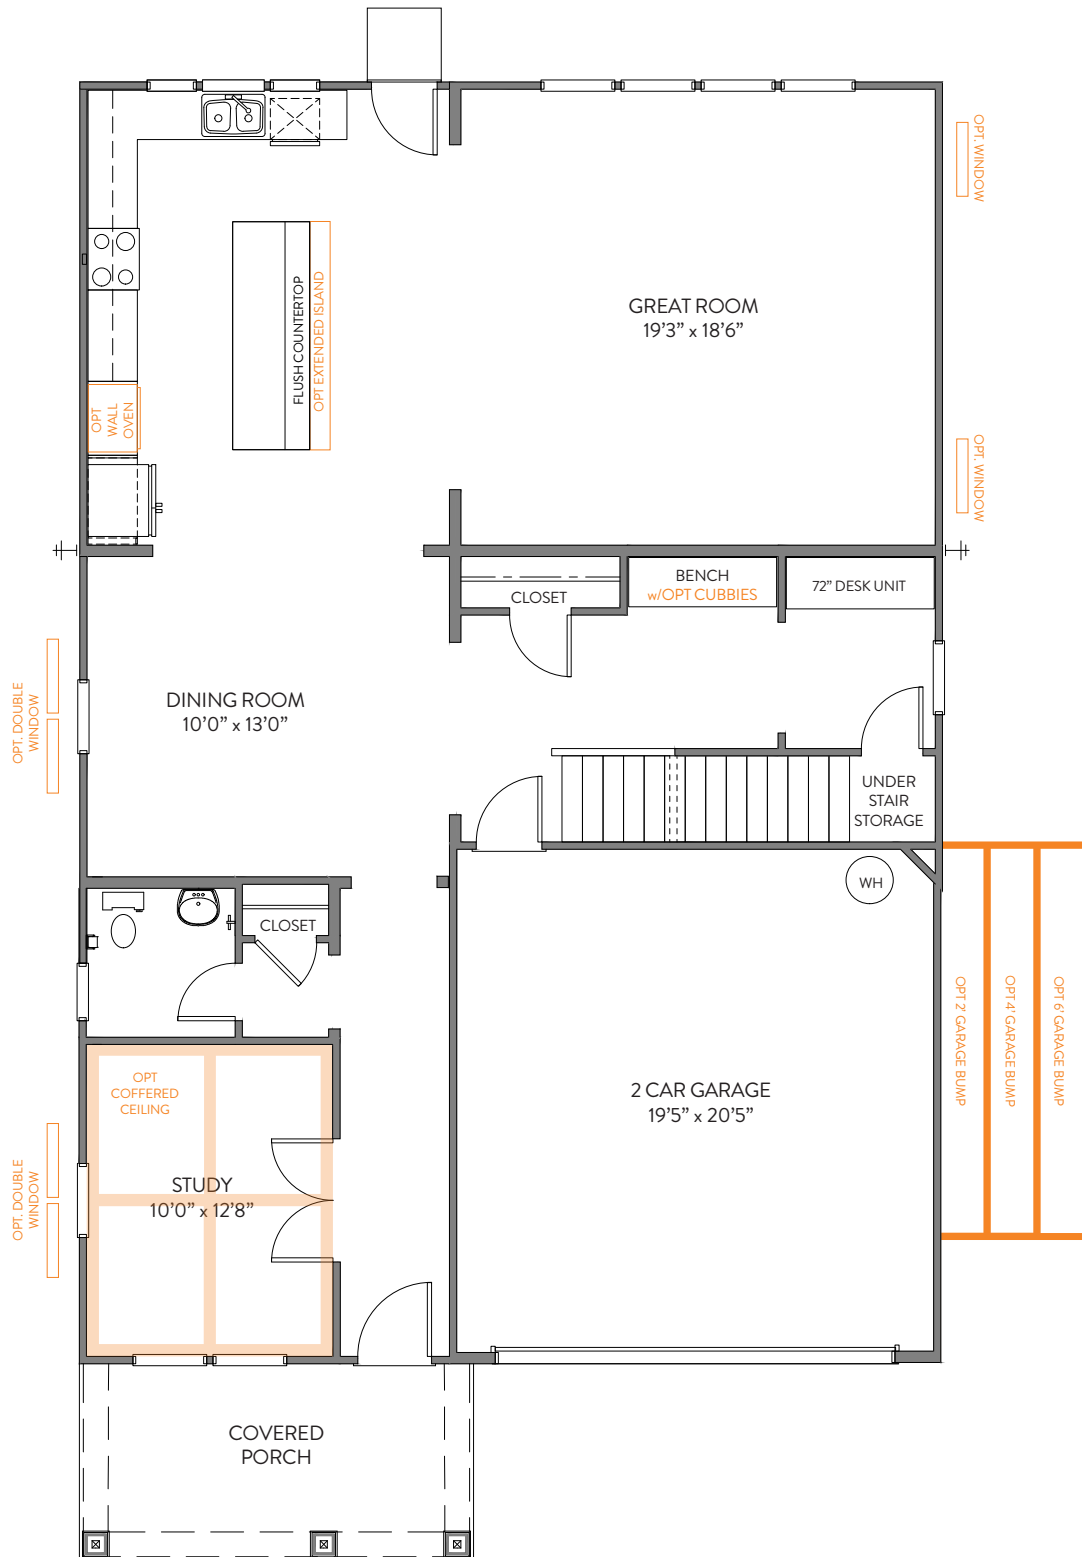 OPT. WINDOW
GREAT ROOM
19’3” x 18’6”
FLUSH COUNTERTOP
OPT EXTENDED ISLAND
OPT
WALL
OVEN
OPT. WINDOW
BENCH
w/OPT CUBBIES
72” DESK UNIT
CLOSET
OPT. DOUBLE
WINDOW
DINING ROOM
10’0” x 13’0”
UNDER
STAIR
STORAGE
WH
CLOSET
OPT 2' GARAGE BUMP
OPT 4' GARAGE BUMP
OPT 6' GARAGE BUMP
OPT
COFFERED
CEILING
2 CAR GARAGE
19’5” x 20’5”
OPT. DOUBLE
WINDOW
STUDY
10’0” x 12’8”
COVERED
PORCH